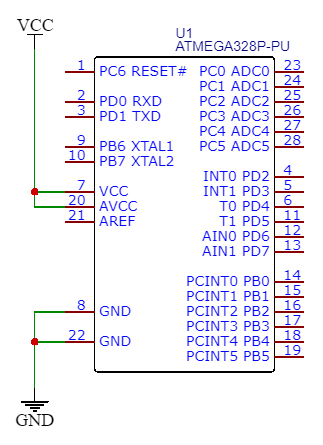 VCC
U1
ATMEGA328P-PU
1 PC6 RESET# PC0 ADC0 23
PC1 ADC1 24
2 PD0 RXD PC2 ADC2 25
3 PD1 TXD PC3 ADC3 26
PC4 ADC4 27
9 PB6 XTAL1 PC5 ADC5 28
10 PB7 XTAL2
INT0 PD2 4
7 VCC INT1 PD3 5
20 AVCC T0 PD4 6
21 AREF T1 PD5 11
AIN0 PD6 12
AIN1 PD7 13
PCINT0 PB0 14
PCINT1 PB1 15
8 GND PCINT2 PB2 16
PCINT3 PB3 17
22 GND PCINT4 PB4 18
PCINT5 PB5 19
GND